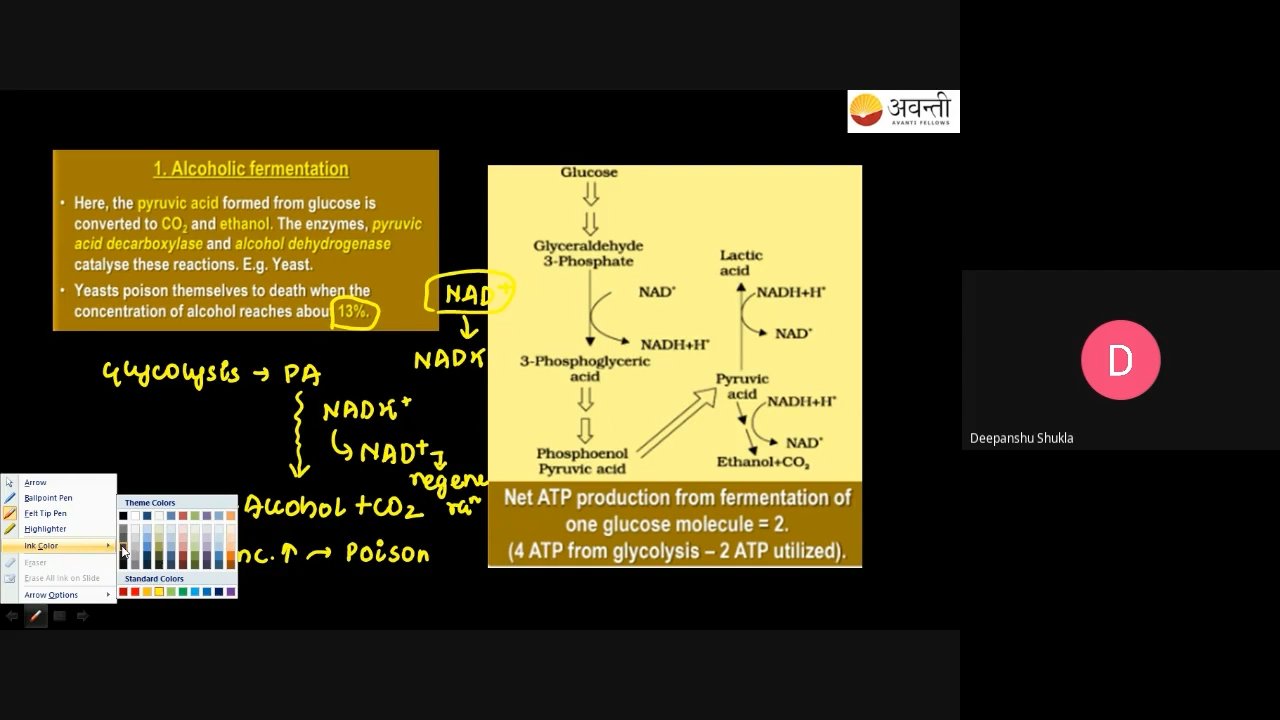 अवन्ती
AVANTI FELLOWS
1. Alcoholic fermentation
• Here, the pyruvic acid formed from glucose is
converted to CO₂ and ethanol. The enzymes, pyruvic
acid decarboxylase and alcohol dehydrogenase
catalyse these reactions. E.g. Yeast.
• Yeasts poison themselves to death when the
concentration of alcohol reaches about 13%.
NAD⁺
NADH
Glycolysis → PA
NADH⁺
NAD⁺
regene
Alcohol + CO₂
nc. ↑ → Poison
Glucose
Glyceraldehyde
3-Phosphate
NAD⁺
NADH+H⁺
3-Phosphoglyceric
acid
Phosphoenol
Pyruvic acid
Lactic
acid
NADH+H⁺
NAD⁺
Pyruvic
acid
NADH+H⁺
NAD⁺
Ethanol+CO₂
Net ATP production from fermentation of
one glucose molecule = 2.
(4 ATP from glycolysis – 2 ATP utilized).
Arrow
Ballpoint Pen
Felt Tip Pen
Highlighter
Ink Color
Eraser
Erase All Ink on Slide
Arrow Options
Theme Colors
Standard Colors
D
Deepanshu Shukla